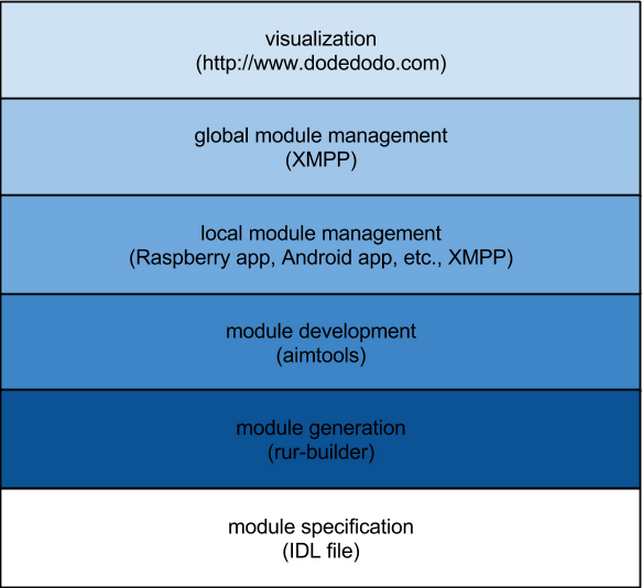 visualization
(http://www.dodedodo.com)
global module management
(XMPP)
local module management
(Raspberry app, Android app, etc., XMPP)
module development
(aimtools)
module generation
(rur-builder)
module specification
(IDL file)